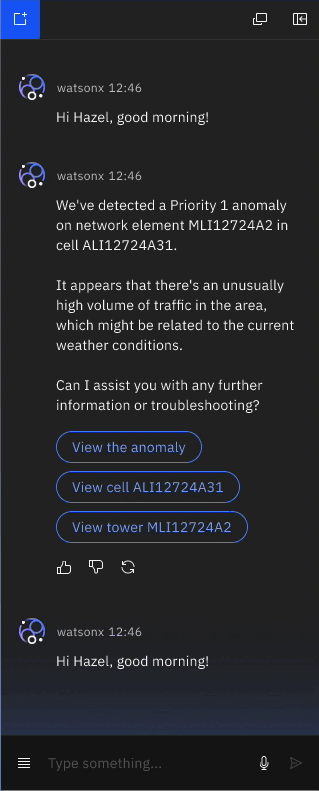 watsonx 12:46
Hi Hazel, good morning!
watsonx 12:46
We've detected a Priority 1 anomaly
on network element MLI12724A2 in
cell ALI12724A31.
It appears that there's an unusually
high volume of traffic in the area,
which might be related to the current
weather conditions.
Can I assist you with any further
information or troubleshooting?
View the anomaly
View cell ALI12724A31
View tower MLI12724A2
watsonx 12:46
Hi Hazel, good morning!
Type something...